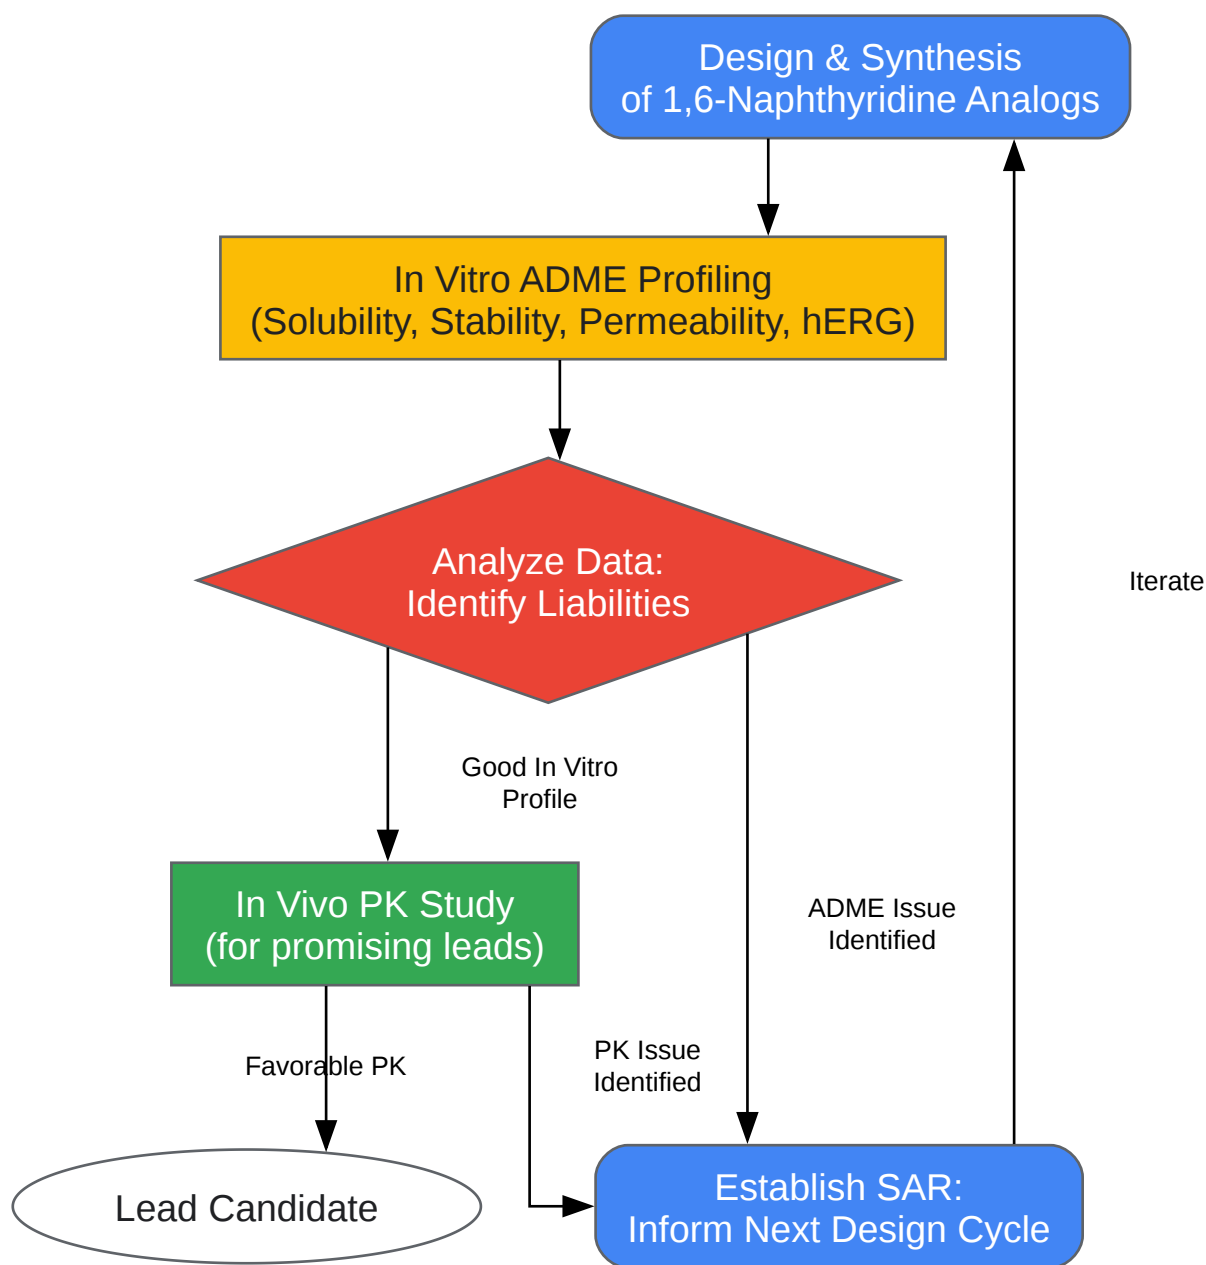 Design & Synthesis
of 1,6-Naphthyridine Analogs
In Vitro ADME Profiling
(Solubility, Stability, Permeability, hERG)
Analyze Data:
Identify Liabilities
Iterate
Good In Vitro
Profile
In Vivo PK Study
(for promising leads)
ADME Issue
Identified
Favorable PK
PK Issue
Identified
Lead Candidate
Establish SAR:
Inform Next Design Cycle